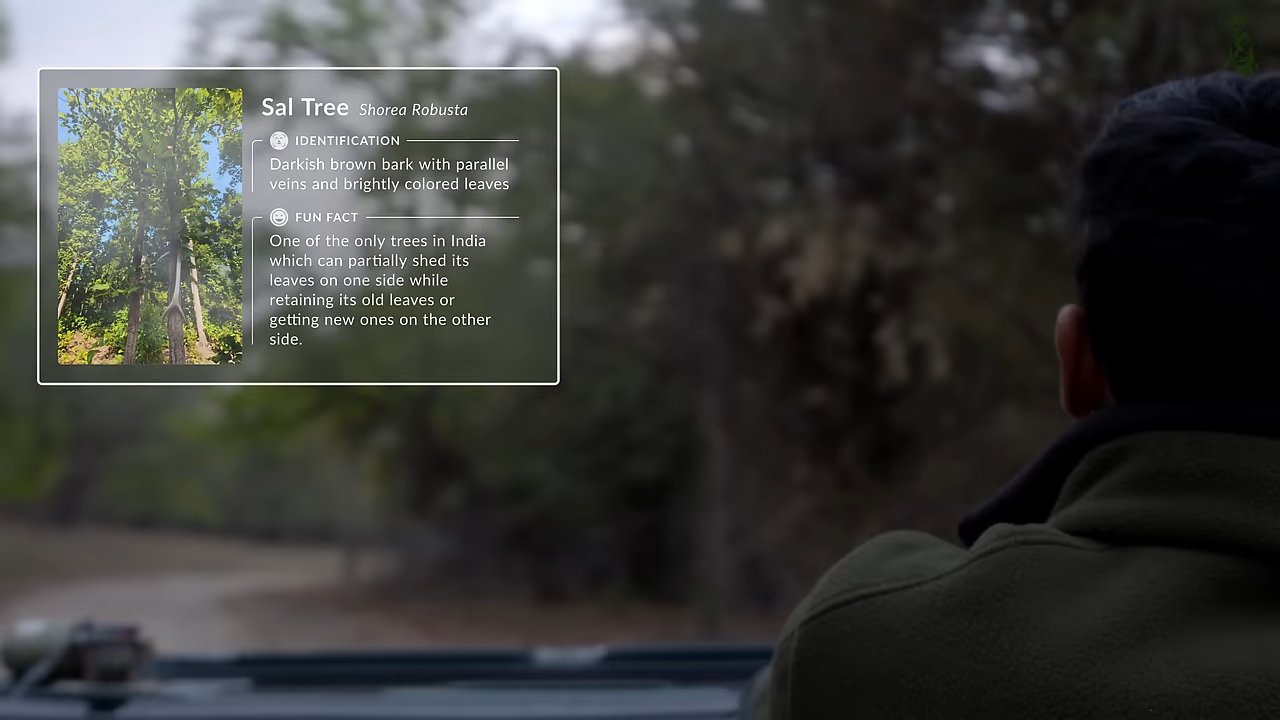 Sal Tree Shorea Robusta
IDENTIFICATION
Darkish brown bark with parallel
veins and brightly colored leaves
FUN FACT
One of the only trees in India
which can partially shed its
leaves on one side while
retaining its old leaves or
getting new ones on the other
side.